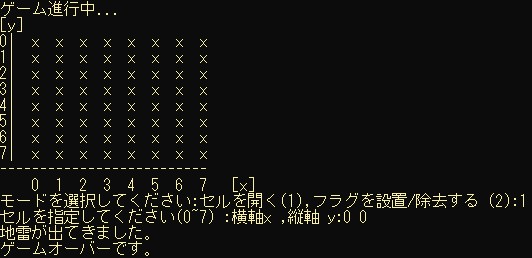 ゲーム進行中...
[y]
0|  x  x  x  x  x  x  x  x
1|  x  x  x  x  x  x  x  x
2|  x  x  x  x  x  x  x  x
3|  x  x  x  x  x  x  x  x
4|  x  x  x  x  x  x  x  x
5|  x  x  x  x  x  x  x  x
6|  x  x  x  x  x  x  x  x
7|  x  x  x  x  x  x  x  x
--------------------------
0  1  2  3  4  5  6  7   [x]
モードを選択してください:セルを開く(1),フラグを設置/除去する (2):1
セルを指定してください(0~7) :横軸x ,縦軸 y:0 0
地雷が出てきました。
ゲームオーバーです。